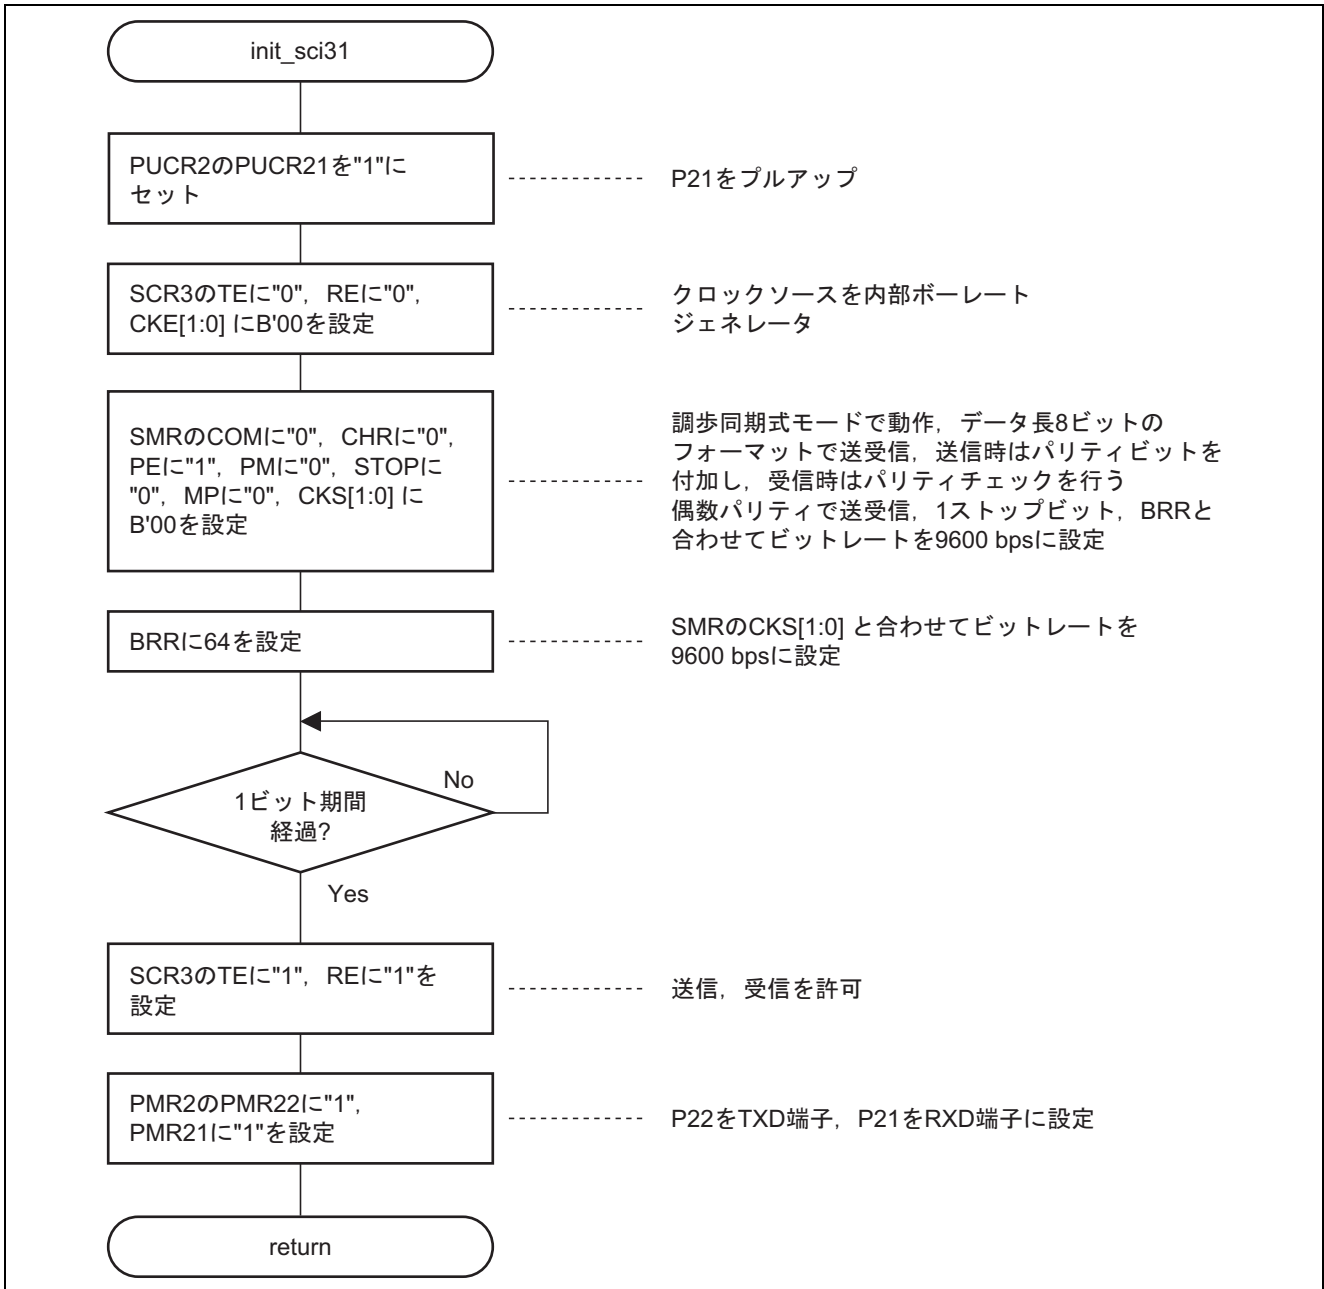 init_sci31
PUCR2のPUCR21を"1"に
セット
P21をプルアップ
SCR3のTEに"0", REに"0",
CKE[1:0] にB'00を設定
クロックソースを内部ボーレート
ジェネレータ
SMRのCOMに"0", CHRに"0",
PEに"1", PMに"0", STOPに
"0", MPに"0", CKS[1:0] に
B'00を設定
調歩同期式モードで動作, データ長8ビットの
フォーマットで送受信, 送信時はパリティビットを
付加し, 受信時はパリティチェックを行う
偶数パリティで送受信, 1ストップビット, BRRと
合わせてビットレートを9600 bpsに設定
BRRに64を設定
SMRのCKS[1:0] と合わせてビットレートを
9600 bpsに設定
No
1ビット期間
経過?
Yes
SCR3のTEに"1", REに"1"を
設定
送信, 受信を許可
PMR2のPMR22に"1",
PMR21に"1"を設定
P22をTXD端子, P21をRXD端子に設定
return